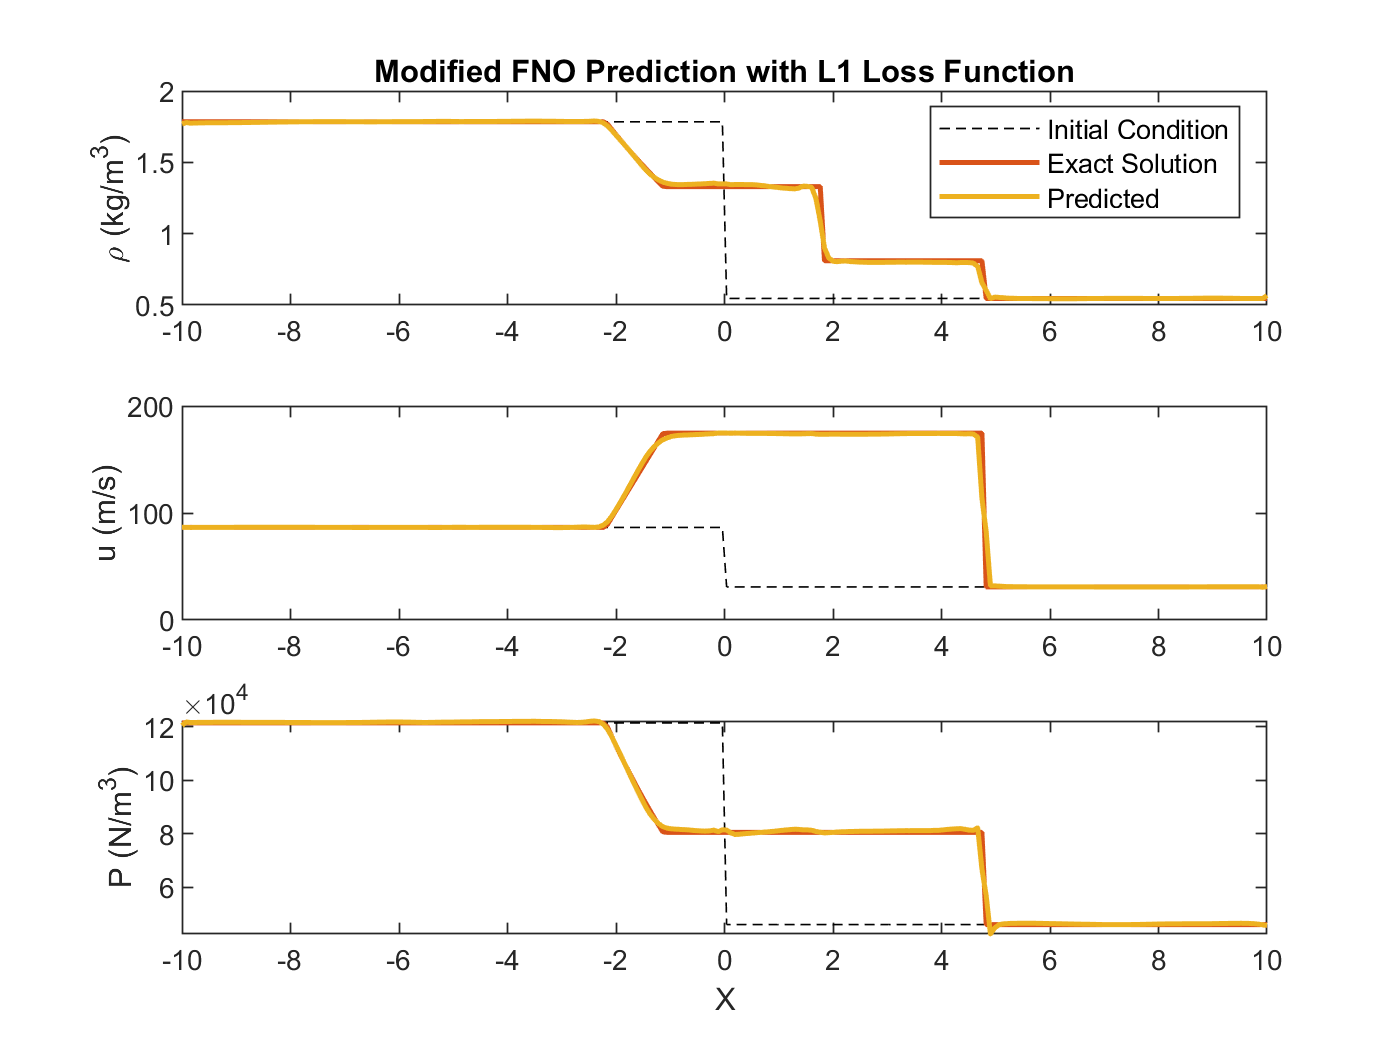 Modified FNO Prediction with L1 Loss Function
2
1.5
1
0.5
ρ (kg/m³)
Initial Condition
Exact Solution
Predicted
-10 -8 -6 -4 -2 0 2 4 6 8 10
200
100
0
u (m/s)
-10 -8 -6 -4 -2 0 2 4 6 8 10
×10⁴
12
10
8
6
P (N/m³)
-10 -8 -6 -4 -2 0 2 4 6 8 10
X